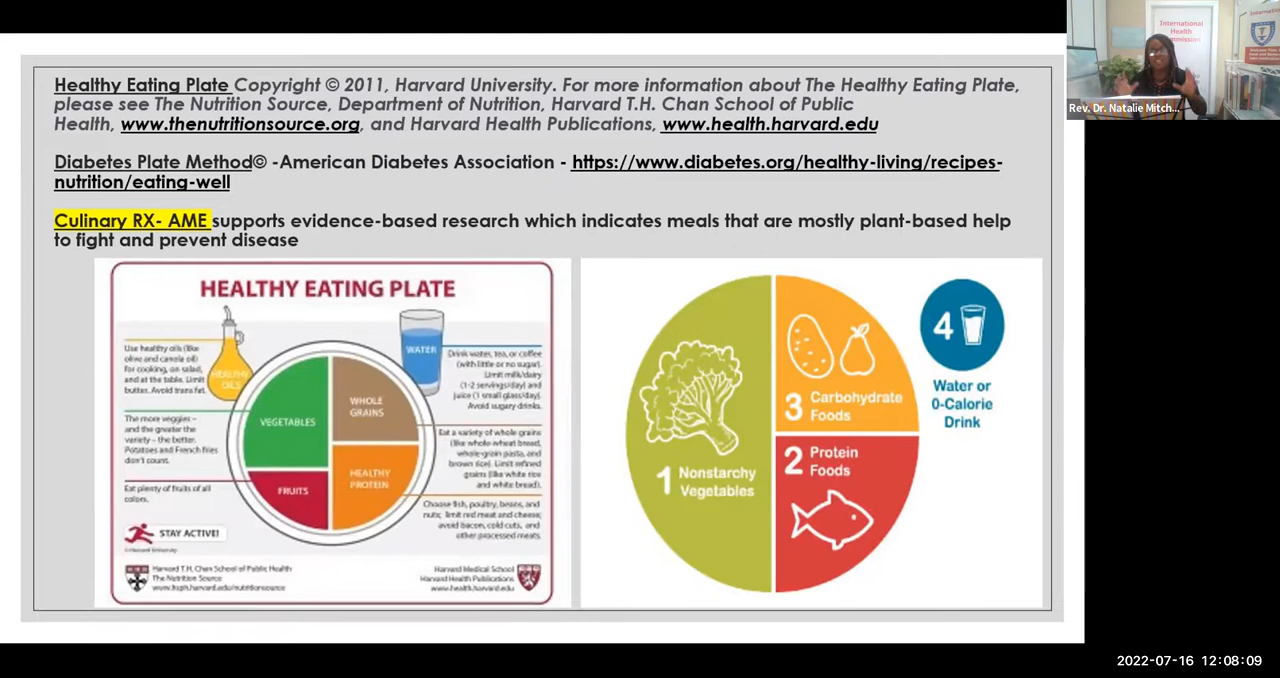 Healthy Eating Plate Copyright © 2011, Harvard University. For more information about The Healthy Eating Plate,
please see The Nutrition Source, Department of Nutrition, Harvard T.H. Chan School of Public
Health, www.thenutritionsource.org, and Harvard Health Publications, www.health.harvard.edu
Diabetes Plate Method© -American Diabetes Association - https://www.diabetes.org/healthy-living/recipes-
nutrition/eating-well
Culinary RX- AME supports evidence-based research which indicates meals that are mostly plant-based help
to fight and prevent disease
HEALTHY EATING PLATE
Use healthy oils (like
olive and canola oil)
for cooking, on salad,
and at the table. Limit
butter. Avoid trans fat.
HEALTHY
OILS
The more veggies –
and the greater the
variety – the better.
Potatoes and French fries
don't count.
Eat plenty of fruits of all
colors.
STAY ACTIVE!
© Harvard University
VEGETABLES
FRUITS
WHOLE
GRAINS
HEALTHY
PROTEIN
WATER
Drink water, tea, or coffee
(with little or no sugar).
Limit milk/dairy
(1-2 servings/day) and
juice (1 small glass/day).
Avoid sugary drinks.
Eat a variety of whole grains
(like whole-wheat bread,
whole-grain pasta, and
brown rice). Limit refined
grains (like white rice
and white bread).
Choose fish, poultry, beans, and
nuts; limit red meat and cheese;
avoid bacon, cold cuts, and
other processed meats.
Harvard T.H. Chan School of Public Health
The Nutrition Source
www.hsph.harvard.edu/nutritionsource
Harvard Medical School
Harvard Health Publications
www.health.harvard.edu
1 Nonstarchy
Vegetables
3 Carbohydrate
Foods
2 Protein
Foods
4
Water or
0-Calorie
Drink
International
Health
Rev. Dr. Natalie Mitch...
2022-07-16 12:08:09